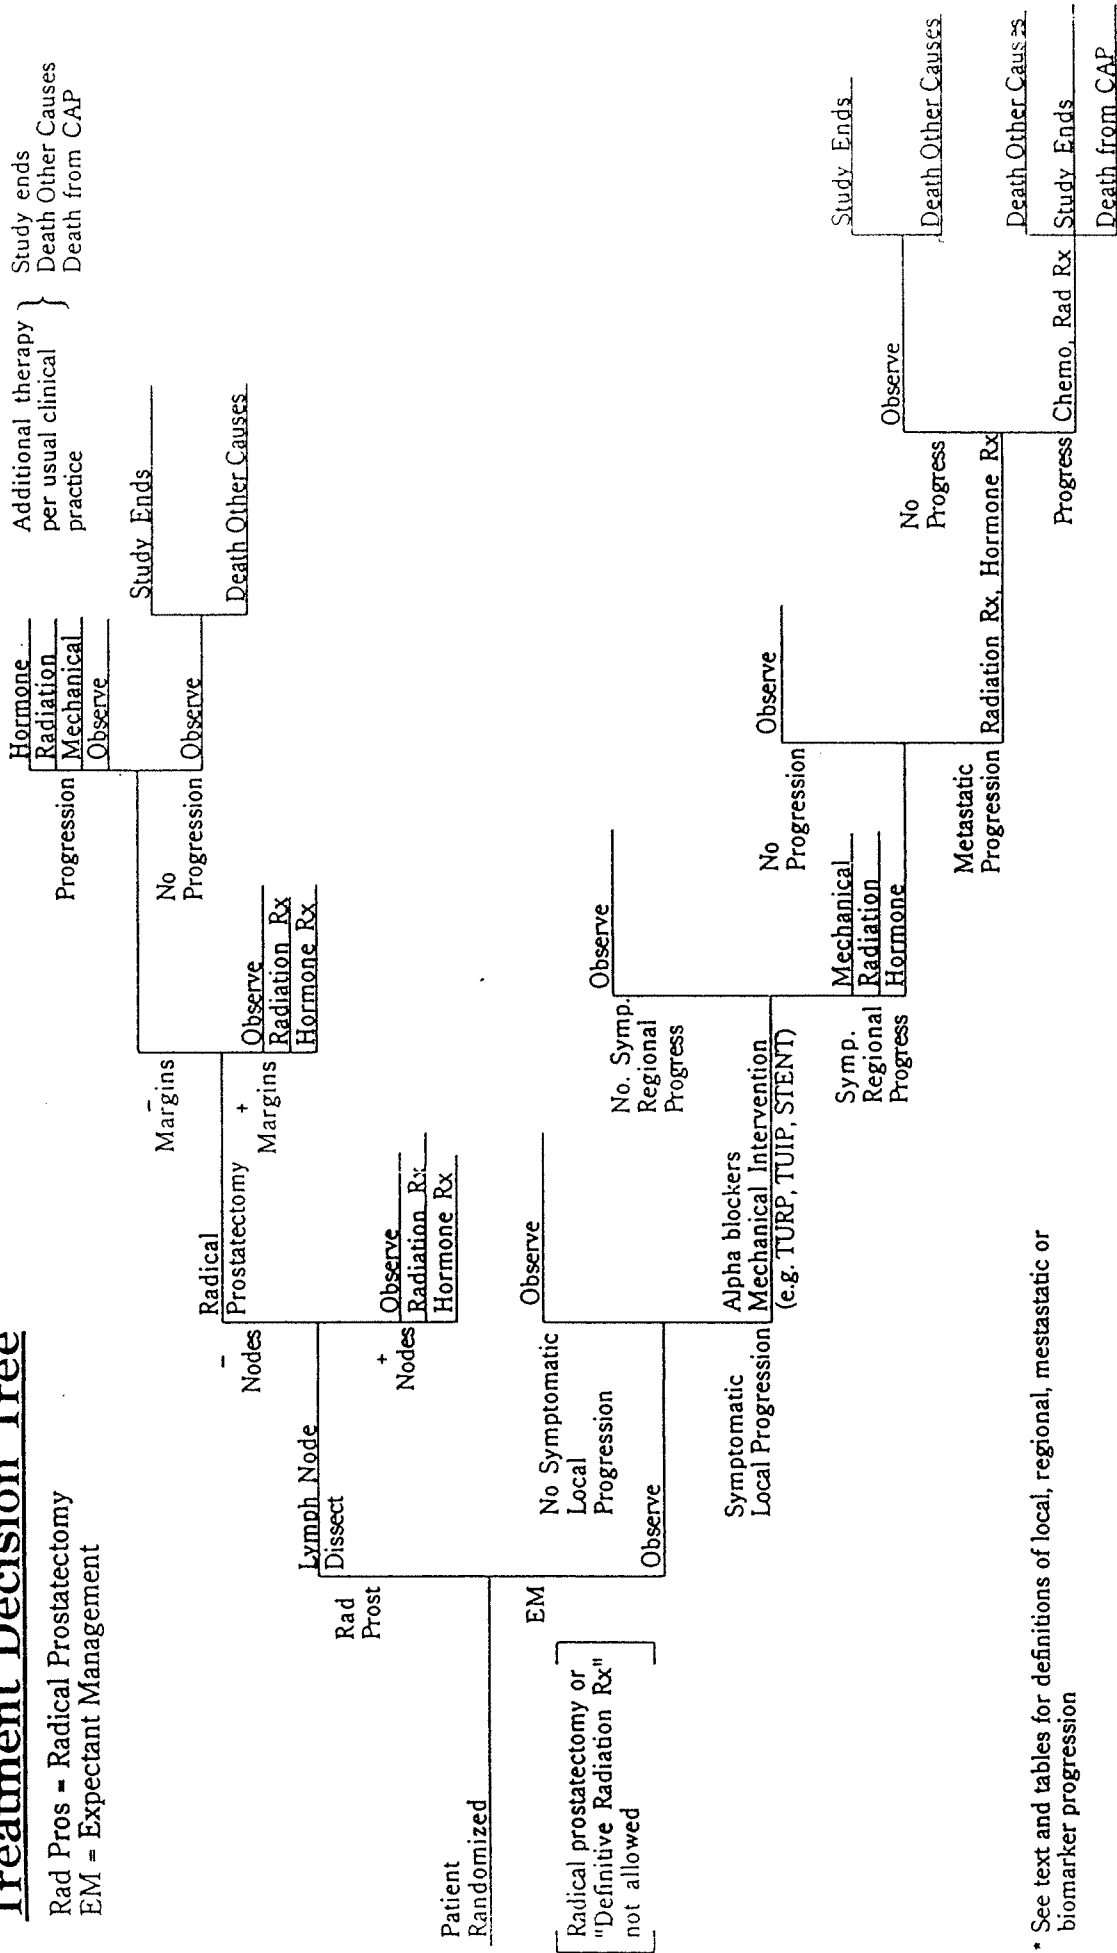 Treatment Decision Tree
Rad Pros = Radical Prostatectomy
EM = Expectant Management
Patient
Randomized
Rad
Prost
EM
Radical prostatectomy or
"Definitive Radiation Rx"
not allowed
Lymph Node
Dissect
-
Nodes
+
Nodes
Radical
Prostatectomy
Observe
Radiation Rx
Hormone Rx
-
Margins
+
Margins
Observe
Radiation Rx
Hormone Rx
Progression
No
Progression
Hormone
Radiation
Mechanical
Observe
Observe
Additional therapy
per usual clinical
practice
}
Study ends
Death Other Causes
Death from CAP
Study Ends
Death Other Causes
Observe
No Symptomatic
Local
Progression
Symptomatic
Local Progression
Observe
Alpha blockers
Mechanical Intervention
(e.g. TURP, TUIP, STENT)
No. Symp.
Regional
Progress
Symp.
Regional
Progress
Observe
Mechanical
Radiation
Hormone
No
Progression
Metastatic
Progression
Observe
Radiation Rx, Hormone Rx
No
Progress
Progress
Observe
Chemo, Rad Rx
Study Ends
Death Other Causes
Death Other Causes
Study Ends
Death from CAP
* See text and tables for definitions of local, regional, mestastatic or
biomarker progression